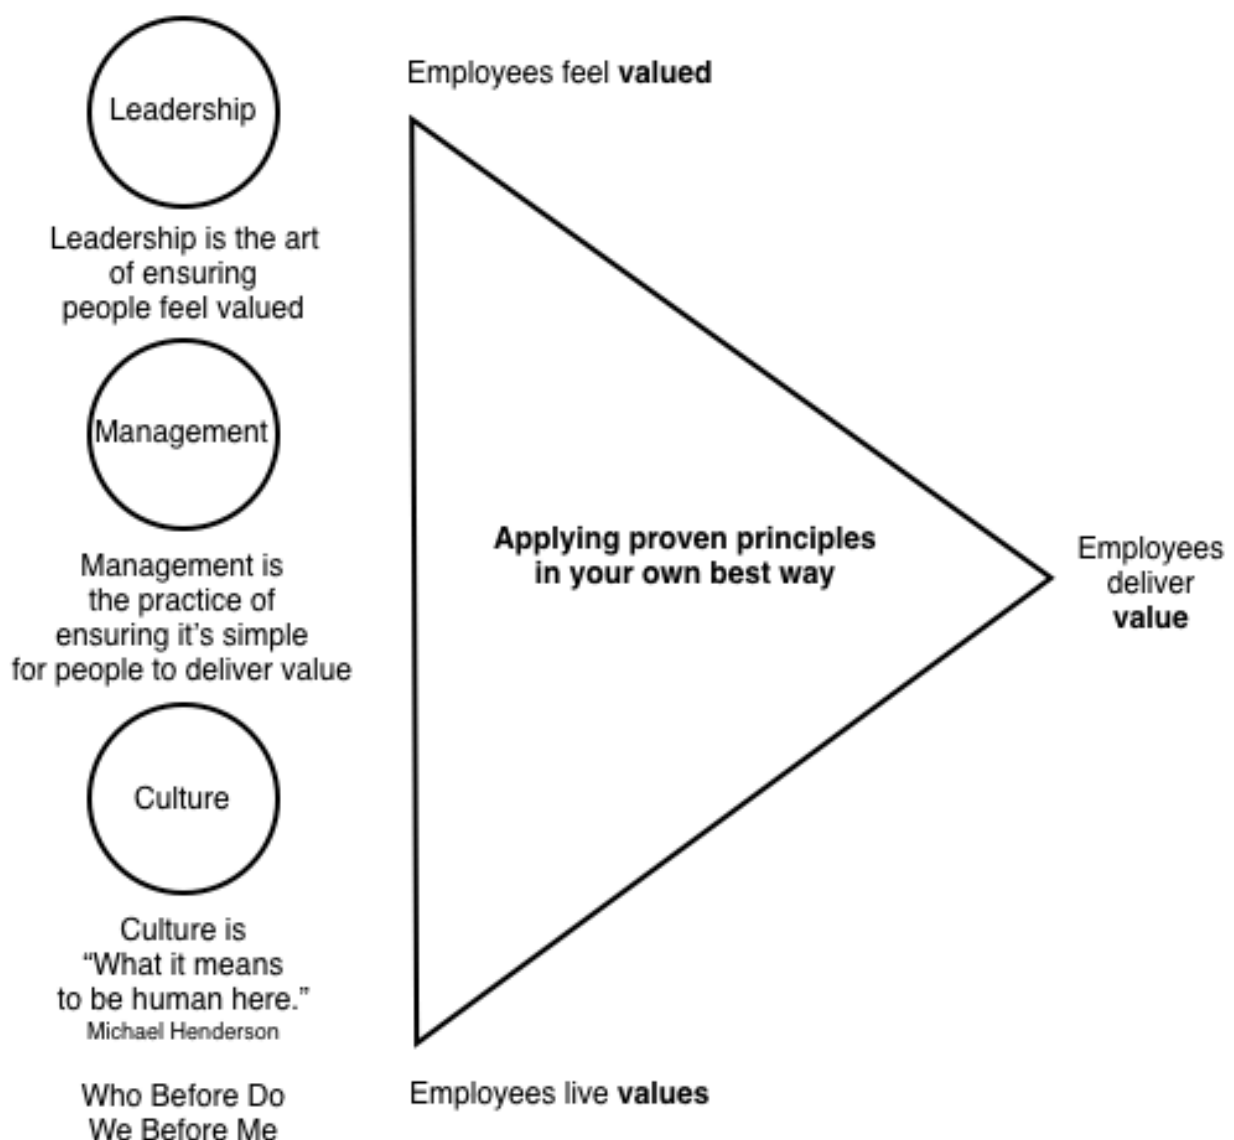 Leadership
Leadership is the art
of ensuring
people feel valued
Management
Management is
the practice of
ensuring it's simple
for people to deliver value
Culture
Culture is
“What it means
to be human here.”
Michael Henderson
Who Before Do
We Before Me
Employees feel valued
Applying proven principles
in your own best way
Employees
deliver
value
Employees live values